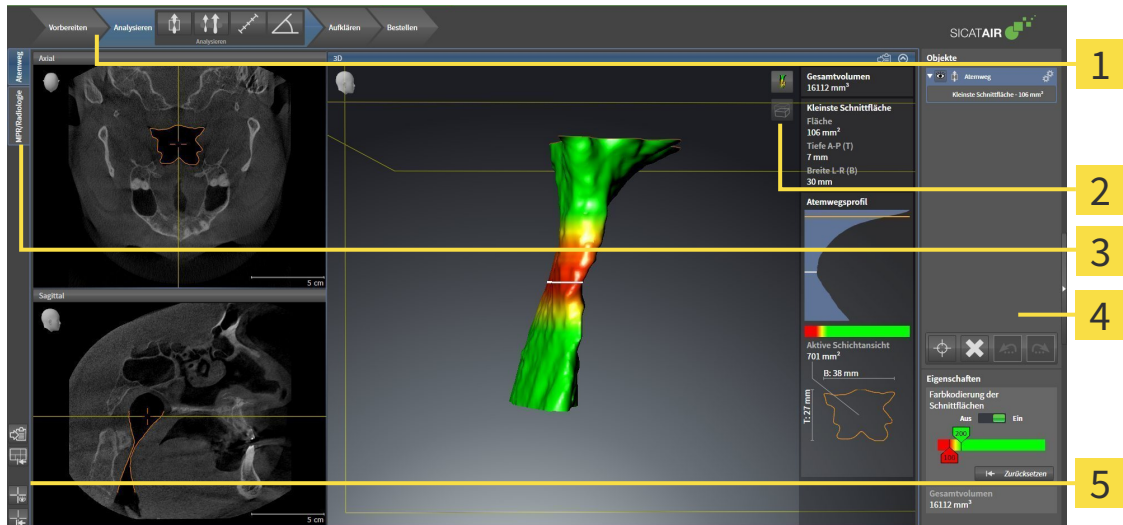 Vorbereiten
Analysieren
Analysieren
Aufklären
Bestellen
SICATAIR
1
Atemweg
MPR/Radiologie
Axial
5 cm
3D
Gesamtvolumen
16112 mm³
Kleinste Schnittfläche
Fläche
106 mm²
Tiefe A-P (T)
7 mm
Breite L-R (B)
30 mm
Atemwegsprofil
Aktive Schichtansicht
701 mm²
B: 38 mm
T: 27 mm
Objekte
Atemweg
Kleinste Schnittfläche - 106 mm²
2
3
4
Sagittal
5 cm
Eigenschaften
Farbkodierung der
Schnittflächen
Aus
Ein
200
100
Zurücksetzen
Gesamtvolumen
16112 mm³
5